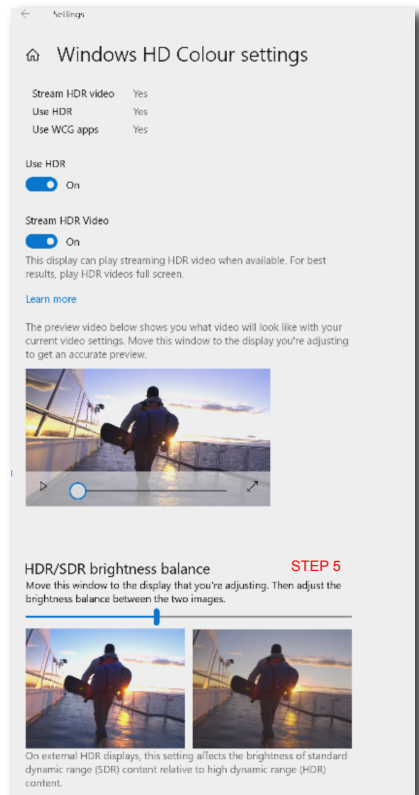 Settings
Windows HD Colour settings
Stream HDR video Yes
Use HDR Yes
Use WCG apps Yes
Use HDR
On
Stream HDR Video
On
This display can play streaming HDR video when available. For best
results, play HDR videos full screen.
Learn more
The preview video below shows you what video will look like with your
current video settings. Move this window to the display you're adjusting
to get an accurate preview.
HDR/SDR brightness balance STEP 5
Move this window to the display that you're adjusting. Then adjust the
brightness balance between the two images.
On external HDR displays, this setting affects the brightness of standard
dynamic range (SDR) content relative to high dynamic range (HDR)
content.